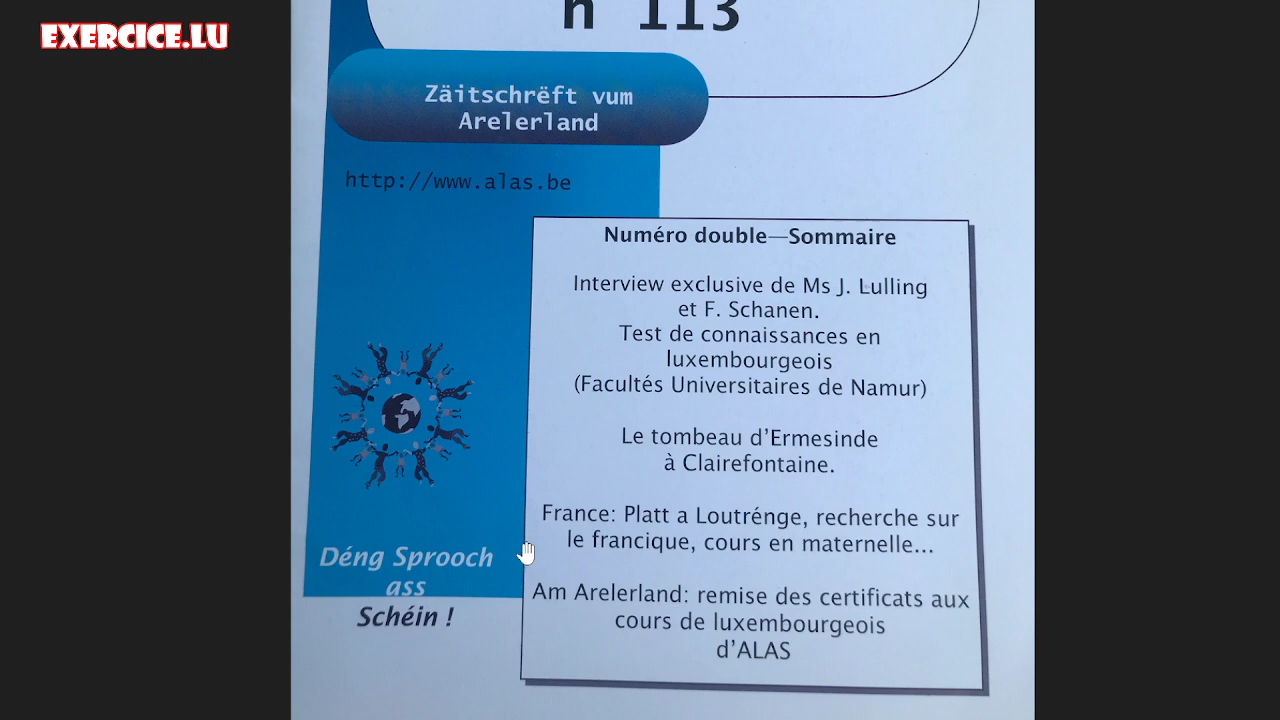 EXERCICE.LU
n°113
Zäitschrëft vum
Arelerland
http://www.alas.be
Numéro double—Sommaire
Interview exclusive de Ms J. Lulling
et F. Schanen.
Test de connaissances en
luxembourgeois
(Facultés Universitaires de Namur)
Le tombeau d’Ermesinde
à Clairefontaine.
France: Platt a Loutrénge, recherche sur
le francique, cours en maternelle...
Am Arelerland: remise des certificats aux
cours de luxembourgeois
d’ALAS
Déng Sprooch
ass
Schéin !